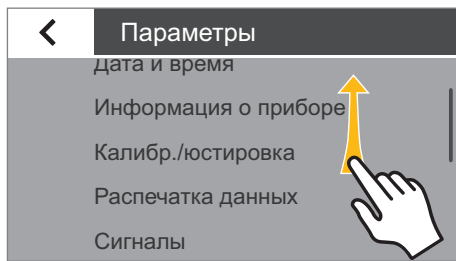 Параметры
Дата и время
Информация о приборе
Калибр./юстировка
Распечатка данных
Сигналы